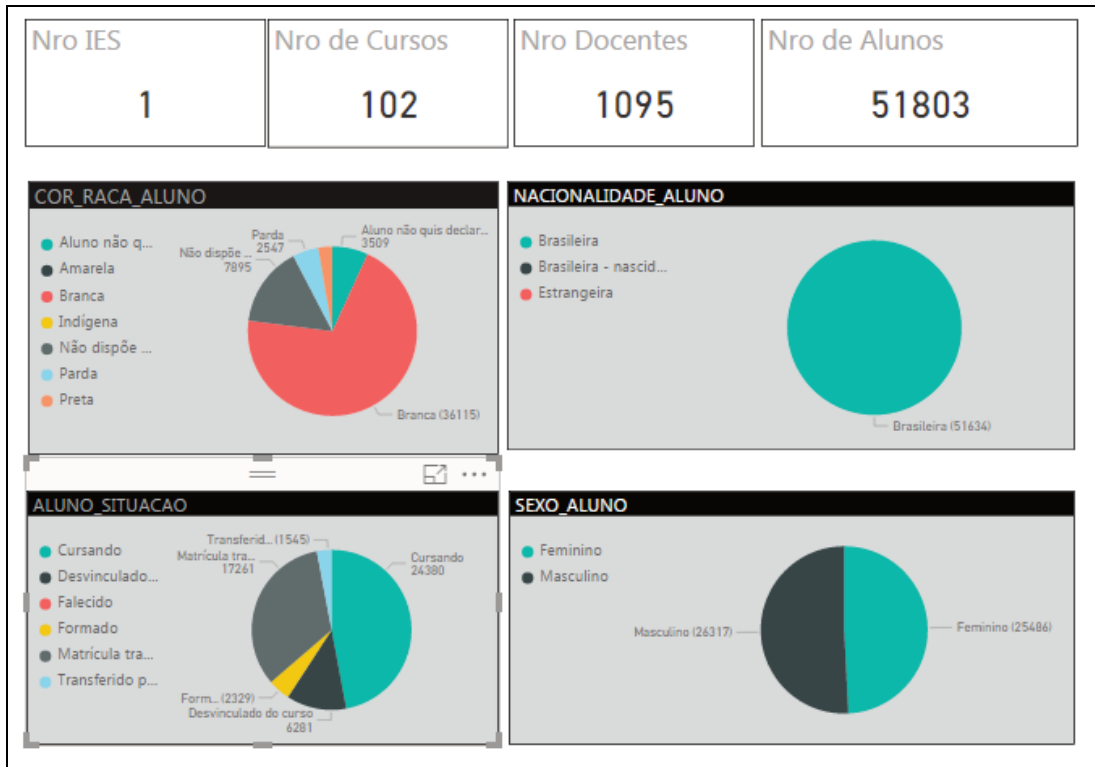 Nro IES
1
Nro de Cursos
102
Nro Docentes
1095
Nro de Alunos
51803
COR_RACA_ALUNO
Aluno não q...
Amarela
Branca
Indígena
Não dispõe ...
Parda
Preta
Parda
2547
Não dispõe ...
7895
Aluno não quis declar...
3509
Branca (36115)
NACIONALIDADE_ALUNO
Brasileira
Brasileira - nascid...
Estrangeira
Brasileira (51634)
ALUNO_SITUACAO
Cursando
Desvinculado...
Falecido
Formado
Matrícula tra...
Transferido p...
Transferid... (1545)
Matrícula tra...
17261
Cursando
24380
Form... (2329)
Desvinculado do curso
6281
SEXO_ALUNO
Feminino
Masculino
Masculino (26317)
Feminino (25486)